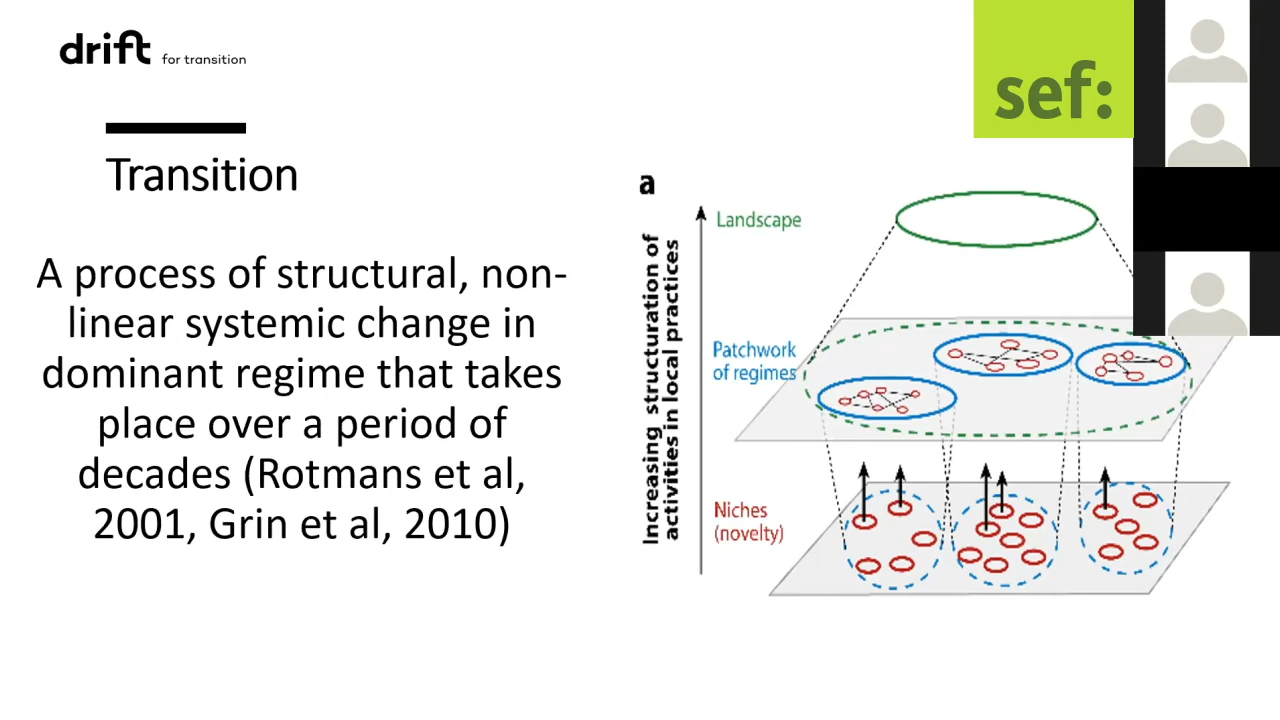 drift for transition
sef:
Transition
A process of structural, non-
linear systemic change in
dominant regime that takes
place over a period of
decades (Rotmans et al,
2001, Grin et al, 2010)
a
Increasing structuration of
activities in local practices
Landscape
Patchwork
of regimes
Niches
(novelty)